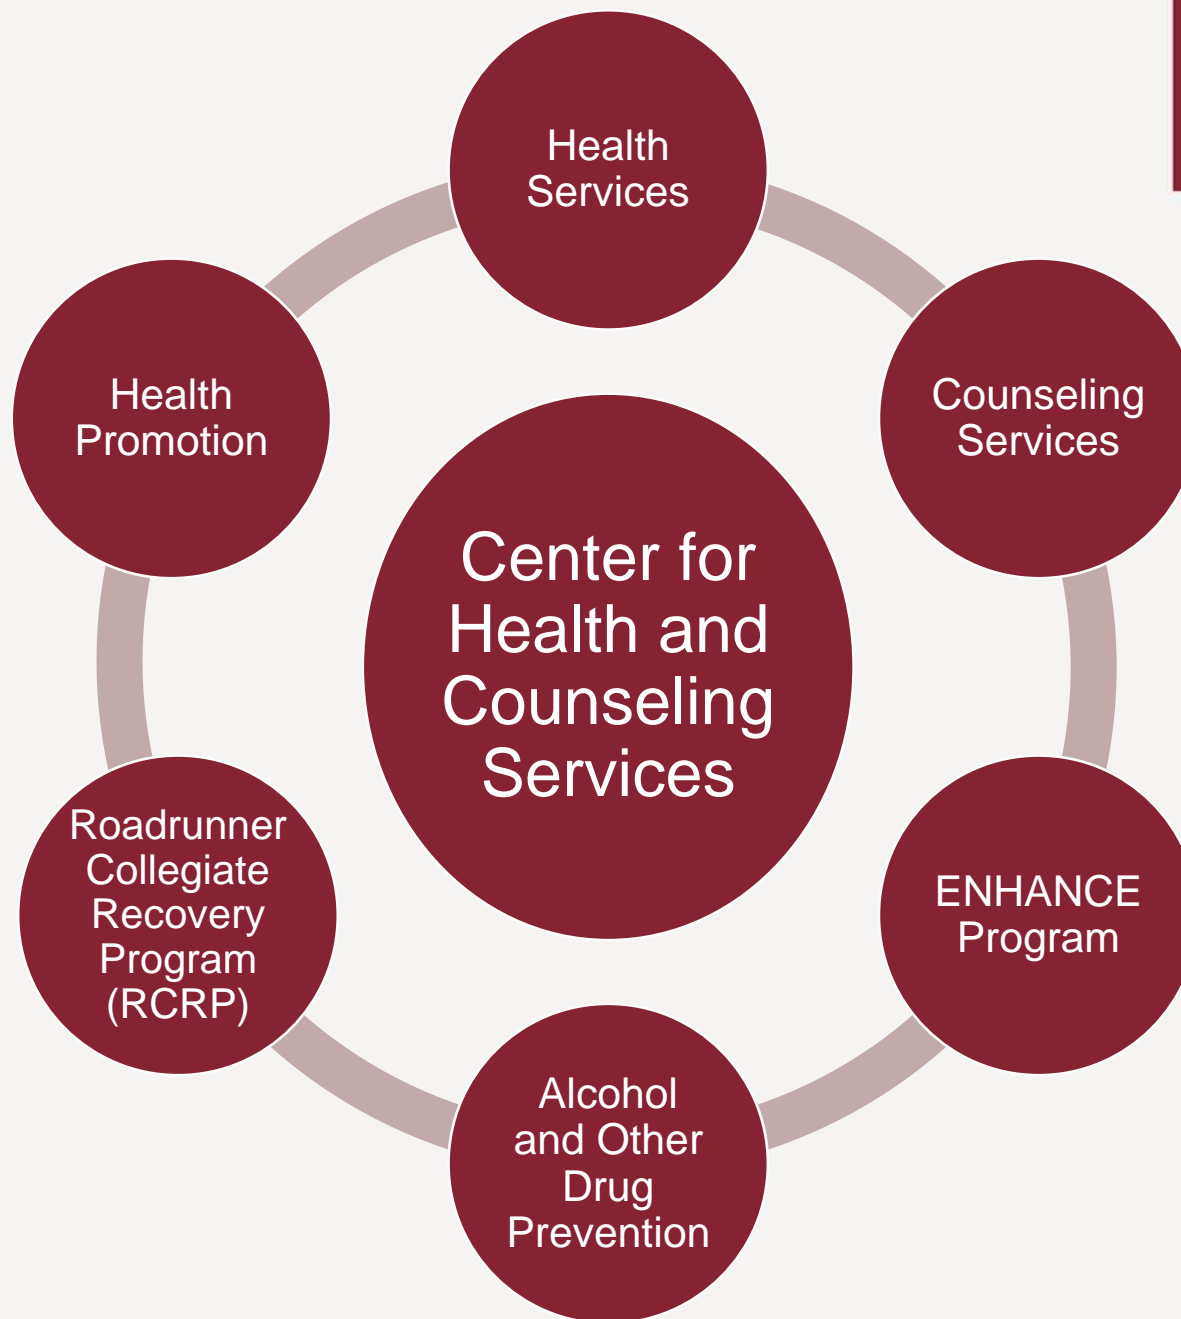 Health
Services
Counseling
Services
ENHANCE
Program
Alcohol
and Other
Drug
Prevention
Roadrunner
Collegiate
Recovery
Program
(RCRP)
Health
Promotion
Center for
Health and
Counseling
Services